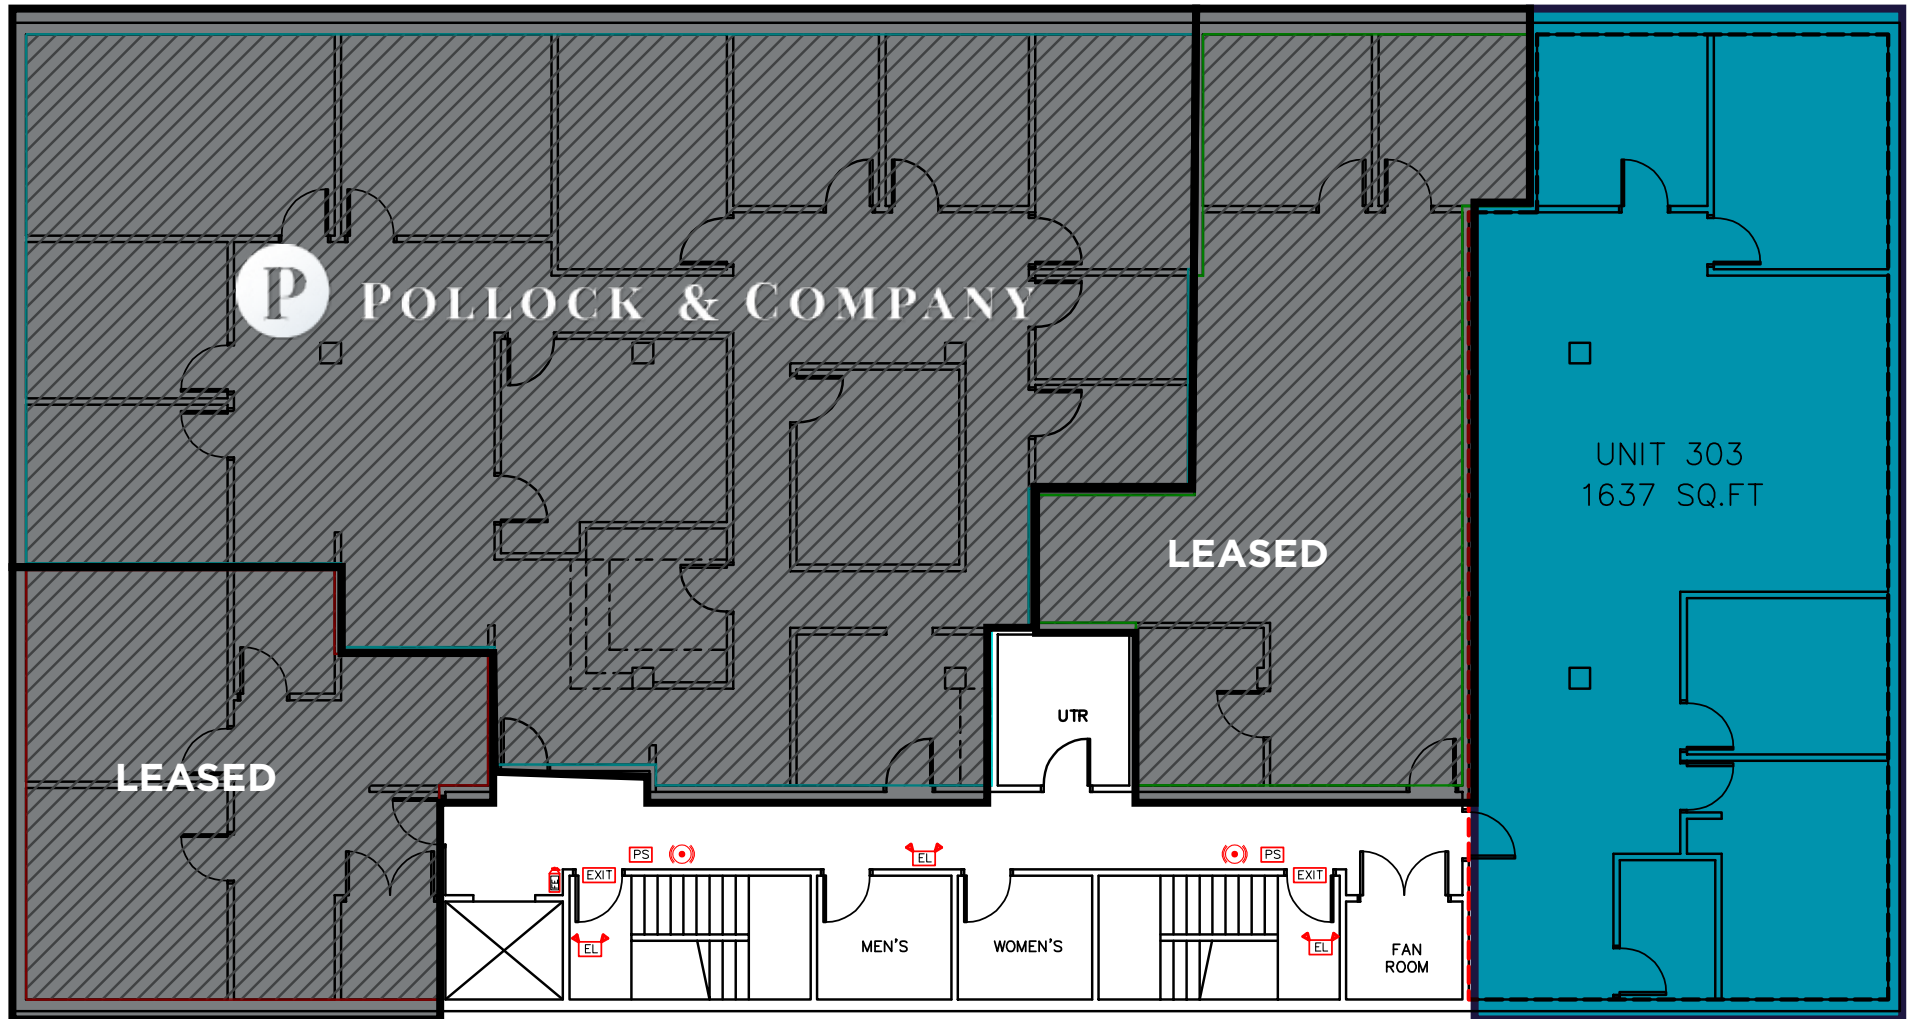 P POLLOCK & COMPANY
UNIT 303
1637 SQ.FT
LEASED
UTR
LEASED
PS
EL
PS
EXIT
EXIT
EL
MEN'S
WOMEN'S
EL
FAN
ROOM